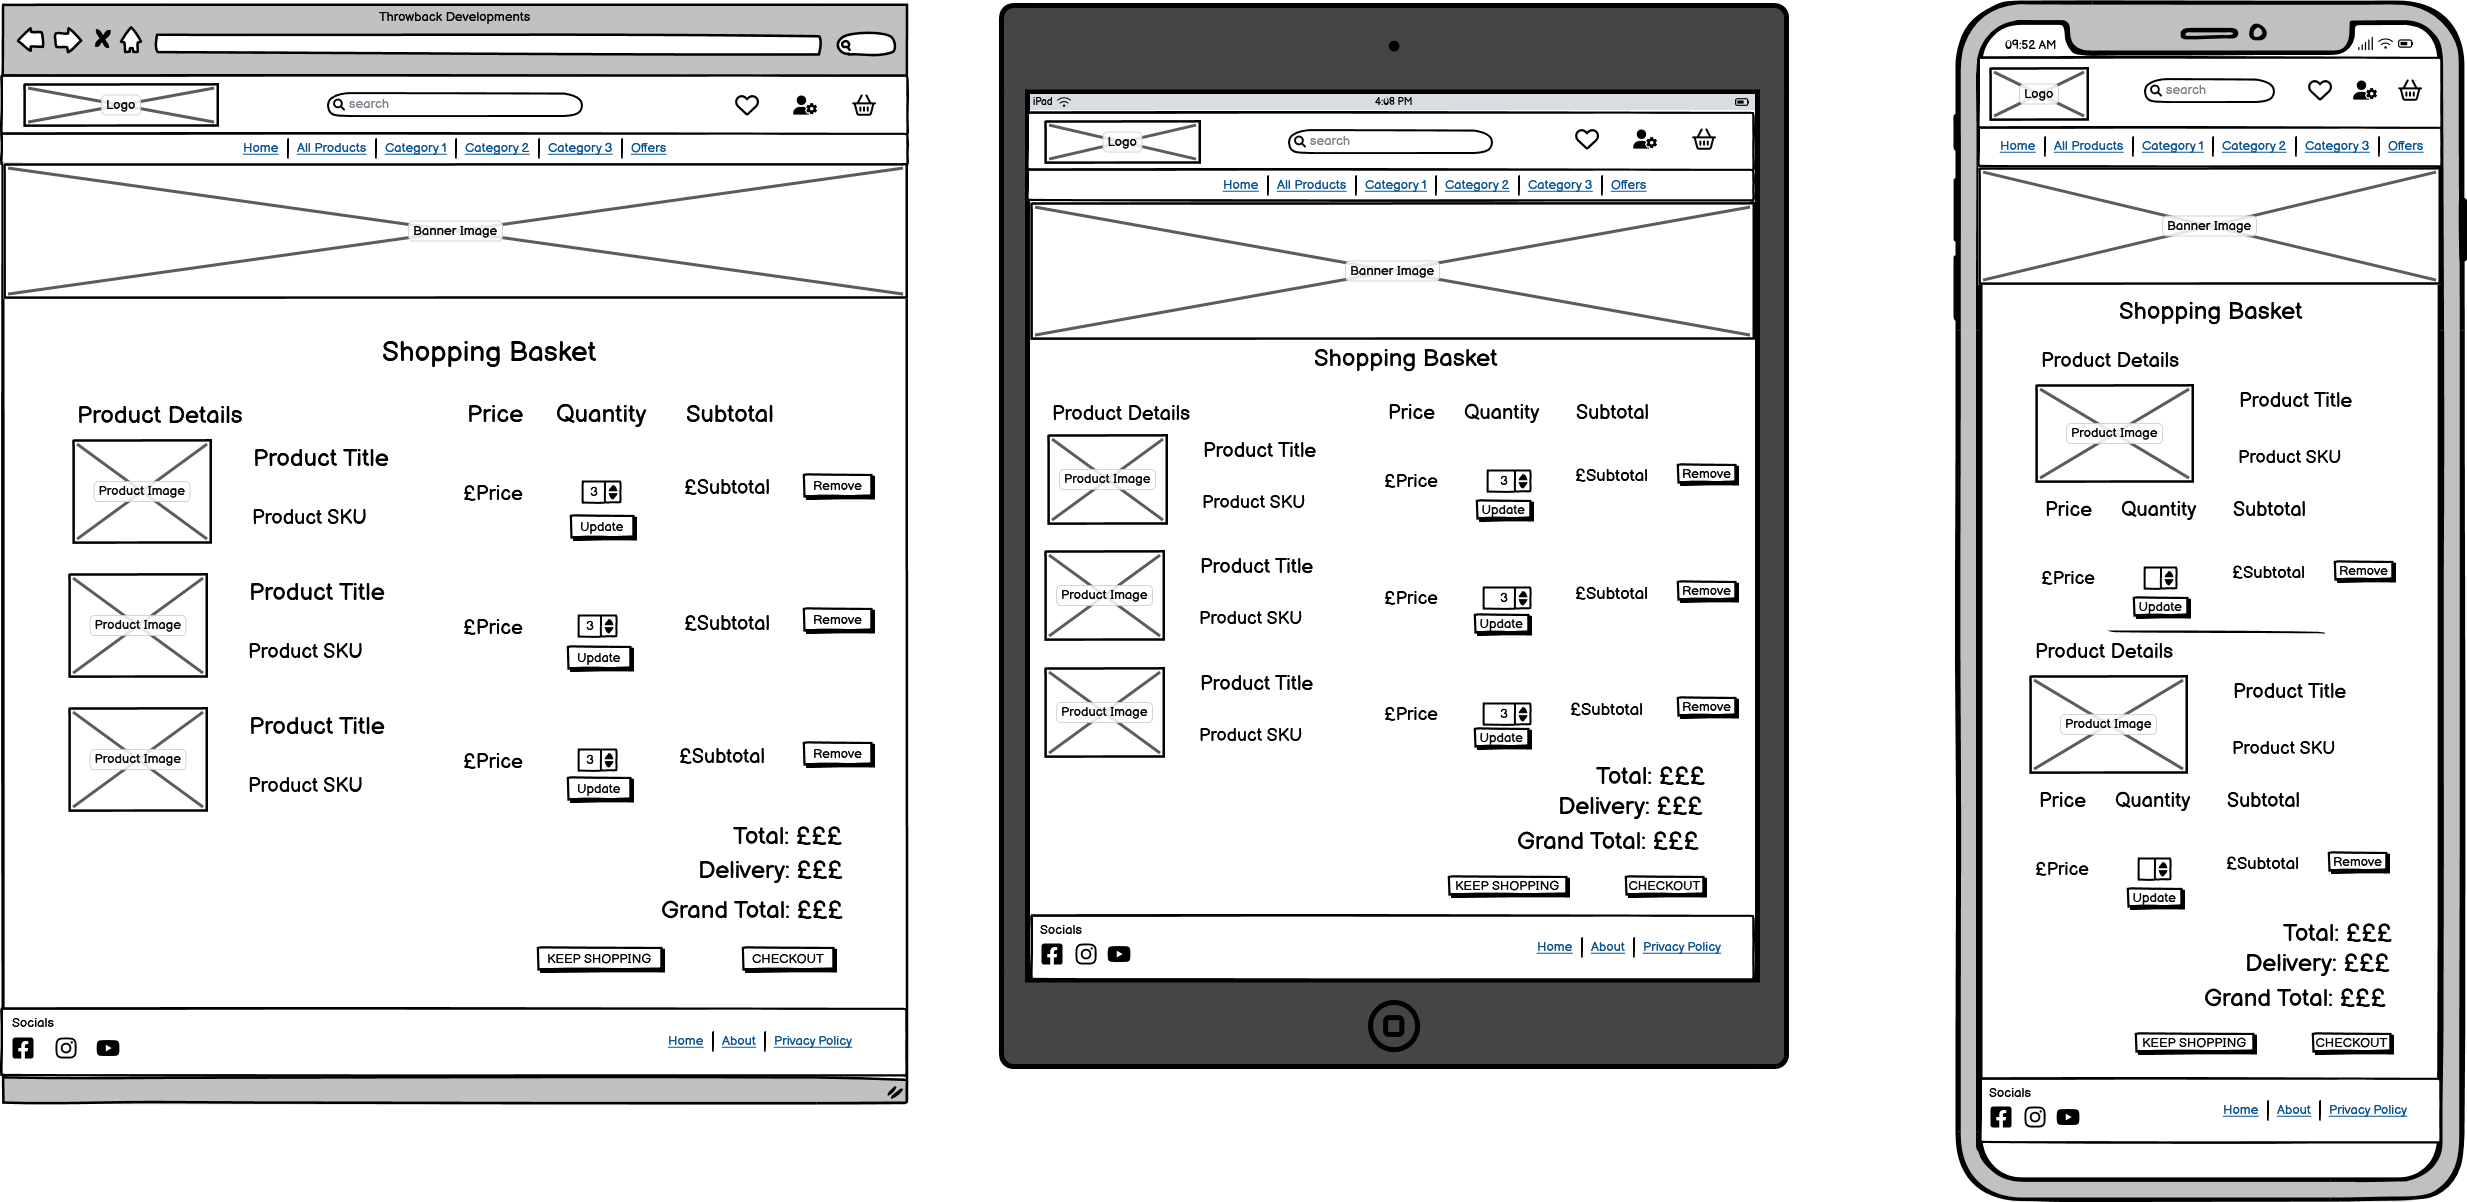 Throwback Developments
Logo
search
Home | All Products | Category 1 | Category 2 | Category 3 | Offers
Banner Image
Shopping Basket
Product Details Price Quantity Subtotal
Product Title
Product Image £Price 3 £Subtotal Remove
Product SKU Update
Product Title
Product Image £Price 3 £Subtotal Remove
Product SKU Update
Product Title
Product Image £Price 3 £Subtotal Remove
Product SKU Update
Total: £££
Delivery: £££
Grand Total: £££
KEEP SHOPPING CHECKOUT
Socials
Home | About | Privacy Policy
iPad 4:08 PM
Logo
search
Home | All Products | Category 1 | Category 2 | Category 3 | Offers
Banner Image
Shopping Basket
Product Details Price Quantity Subtotal
Product Title
Product Image £Price 3 £Subtotal Remove
Product SKU Update
Product Title
Product Image £Price 3 £Subtotal Remove
Product SKU Update
Product Title
Product Image £Price 3 £Subtotal Remove
Product SKU Update
Total: £££
Delivery: £££
Grand Total: £££
KEEP SHOPPING CHECKOUT
Socials
Home | About | Privacy Policy
09:52 AM
Logo
search
Home | All Products | Category 1 | Category 2 | Category 3 | Offers
Banner Image
Shopping Basket
Product Details
Product Title
Product Image
Product SKU
Price Quantity Subtotal
£Price £Subtotal Remove
Update
Product Details
Product Title
Product Image
Product SKU
Price Quantity Subtotal
£Price £Subtotal Remove
Update
Total: £££
Delivery: £££
Grand Total: £££
KEEP SHOPPING CHECKOUT
Socials
Home | About | Privacy Policy